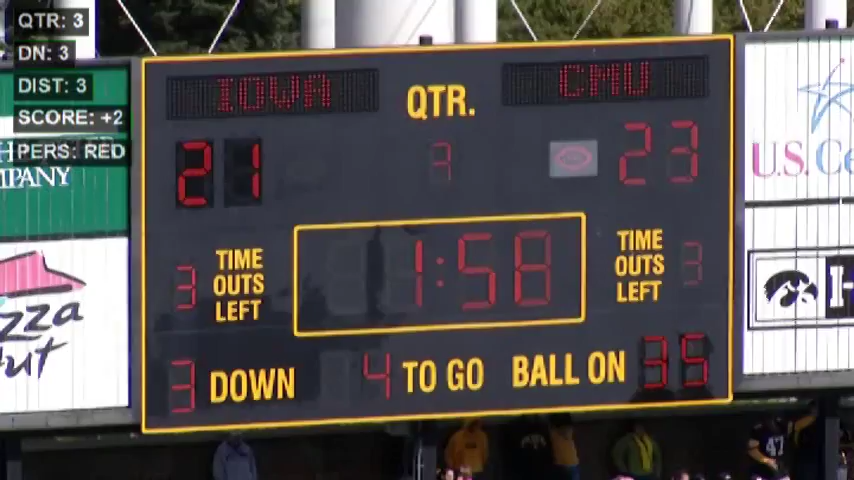 QTR: 3
DN: 3
DIST: 3
SCORE: +2
PERS: RED
MPANY
U.S. Ce
IOWA QTR. CMU
21 3 23
1:58
3 TIME OUTS LEFT
TIME OUTS LEFT 3
3 DOWN 4 TO GO BALL ON 35
zza
ut
I-
47